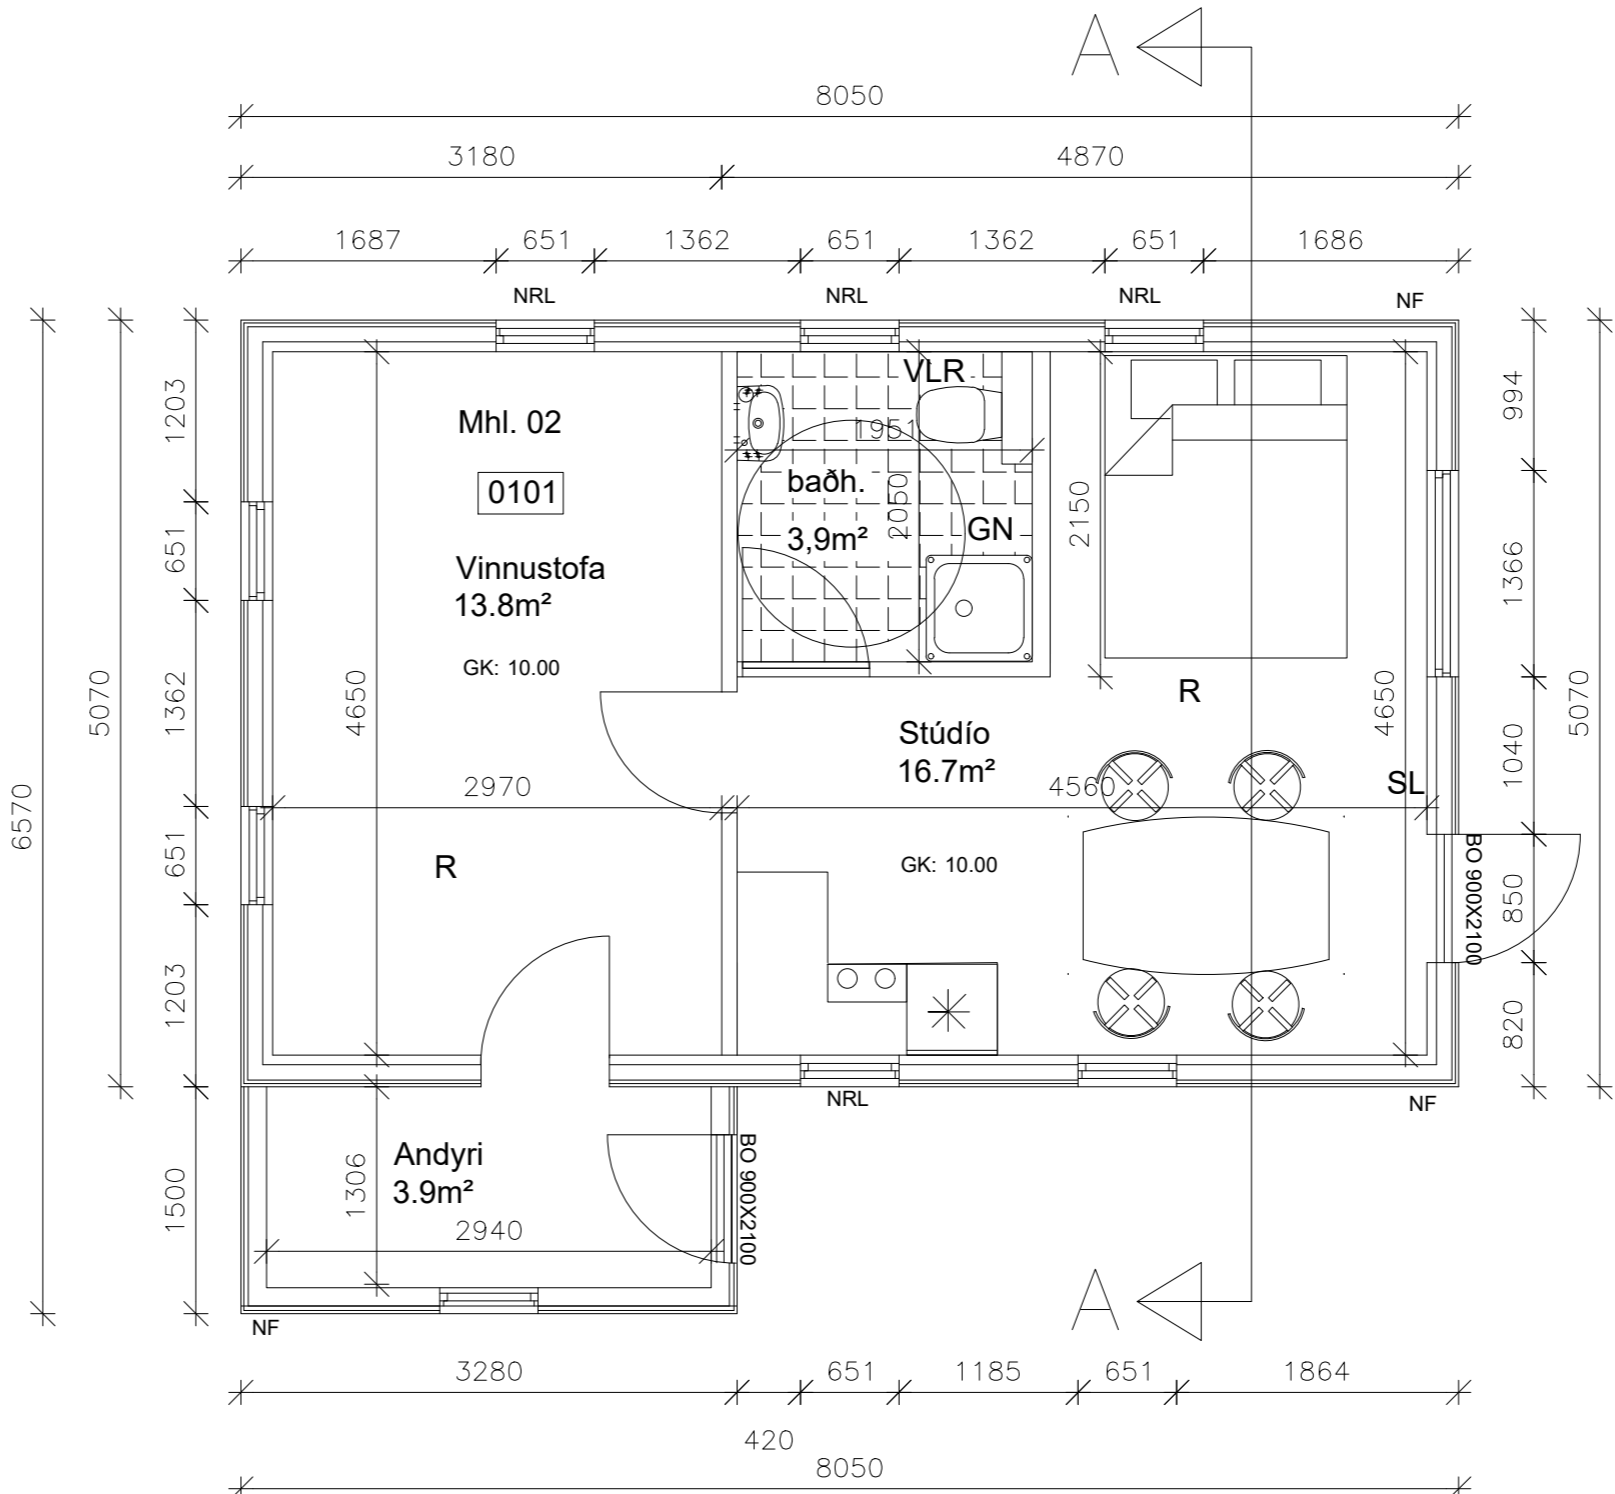 A
8050
3180
4870
1687
651
1362
651
1362
651
1686
NRL
NRL
NRL
NF
1203
651
1362
651
1203
1500
5070
6570
994
1366
1040
850
820
5070
Mhl. 02
0101
Vinnustofa
13.8m²
GK: 10.00
4650
2970
R
VLR
1951
baðh.
3,9m²
2050
GN
2150
R
Stúdíó
16.7m²
4560
4650
SL
GK: 10.00
BO 900X2100
NRL
NF
Andyri
3.9m²
1306
2940
BO 900X2100
NF
A
3280
651
1185
651
1864
420
8050